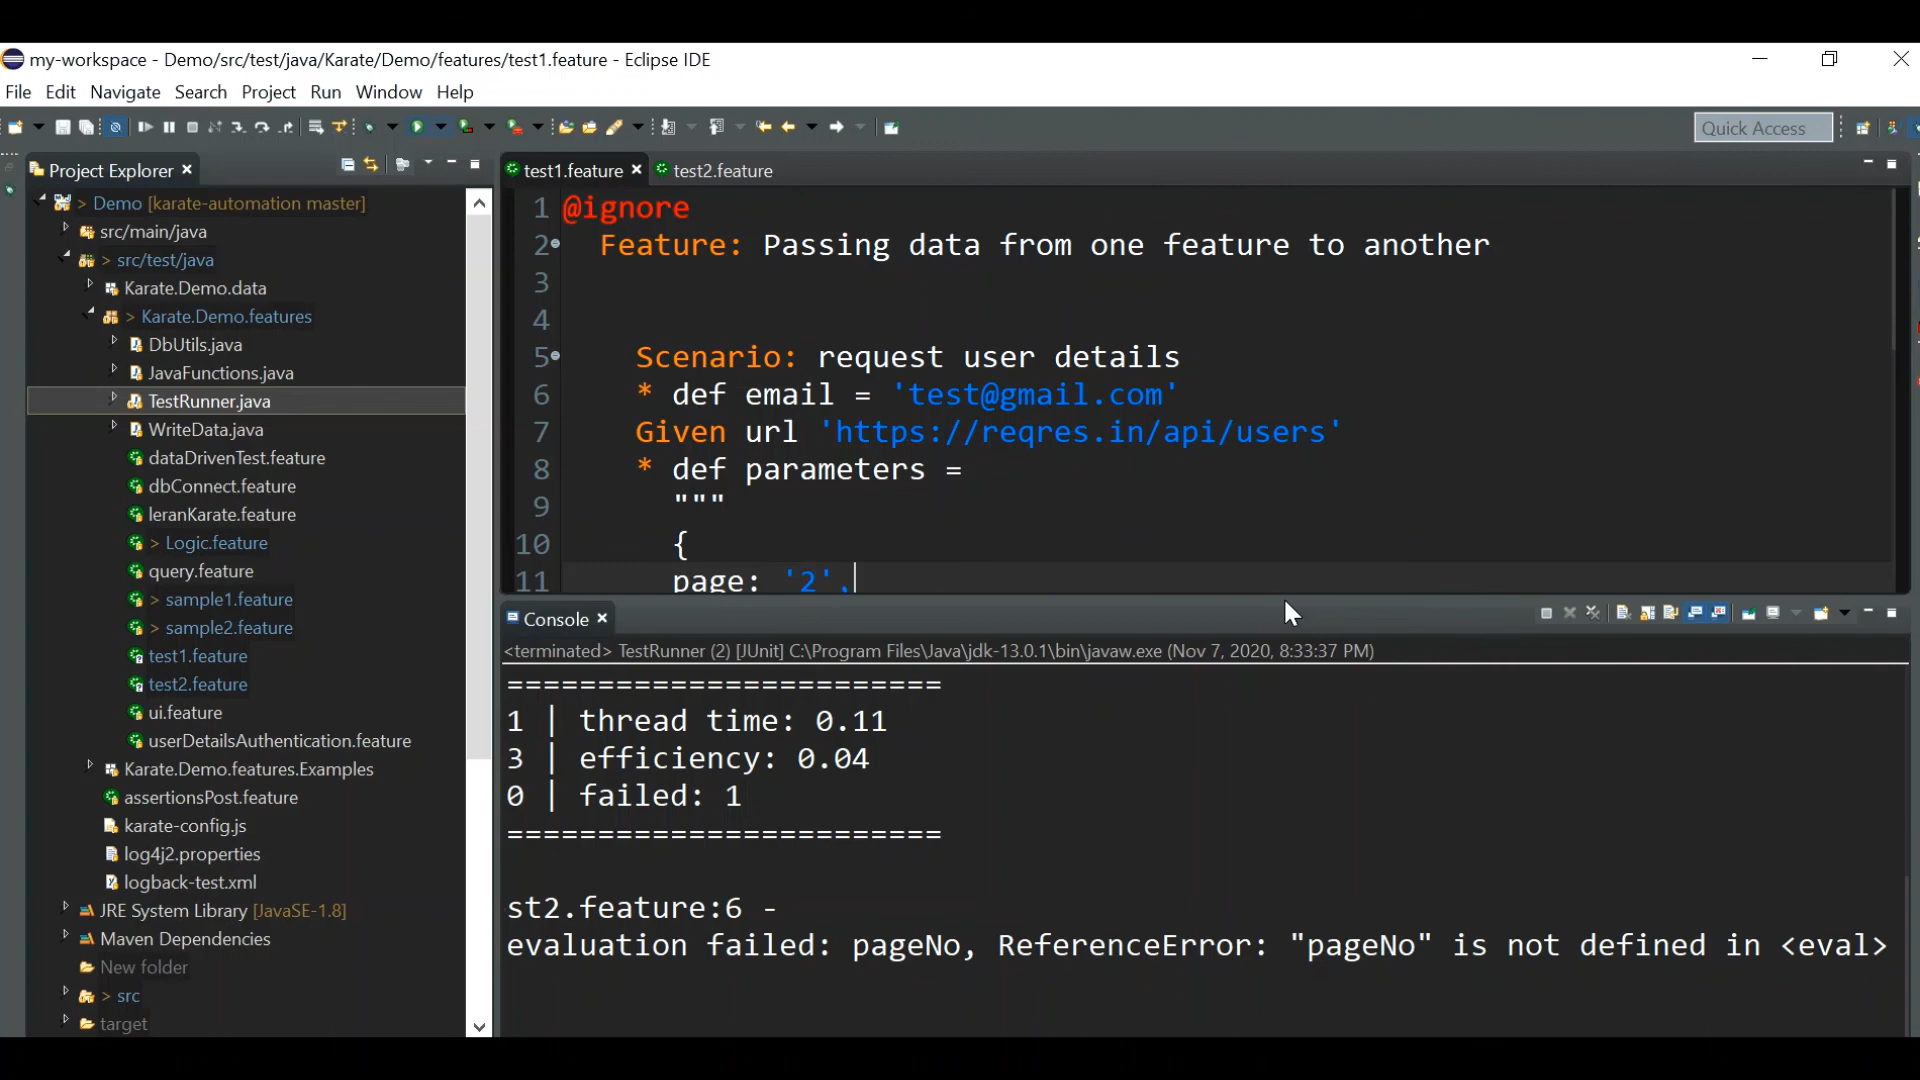 my-workspace - Demo/src/test/java/Karate/Demo/features/test1.feature - Eclipse IDE
File Edit Navigate Search Project Run Window Help
Quick Access
Project Explorer
> Demo [karate-automation master]
src/main/java
> src/test/java
Karate.Demo.data
> Karate.Demo.features
DbUtils.java
JavaFunctions.java
TestRunner.java
WriteData.java
dataDrivenTest.feature
dbConnect.feature
leranKarate.feature
> Logic.feature
query.feature
> sample1.feature
> sample2.feature
test1.feature
test2.feature
ui.feature
userDetailsAuthentication.feature
Karate.Demo.features.Examples
assertionsPost.feature
karate-config.js
log4j2.properties
logback-test.xml
JRE System Library [JavaSE-1.8]
Maven Dependencies
New folder
> src
target
test1.feature test2.feature
1 @ignore
2 Feature: Passing data from one feature to another
3
4
5 Scenario: request user details
6 * def email = 'test@gmail.com'
7 Given url 'https://reqres.in/api/users'
8 * def parameters =
9 """
10 {
11 page: '2',
Console
<terminated> TestRunner (2) [JUnit] C:\Program Files\Java\jdk-13.0.1\bin\javaw.exe (Nov 7, 2020, 8:33:37 PM)
========================
1 | thread time: 0.11
3 | efficiency: 0.04
0 | failed: 1
========================
st2.feature:6 -
evaluation failed: pageNo, ReferenceError: "pageNo" is not defined in <eval>